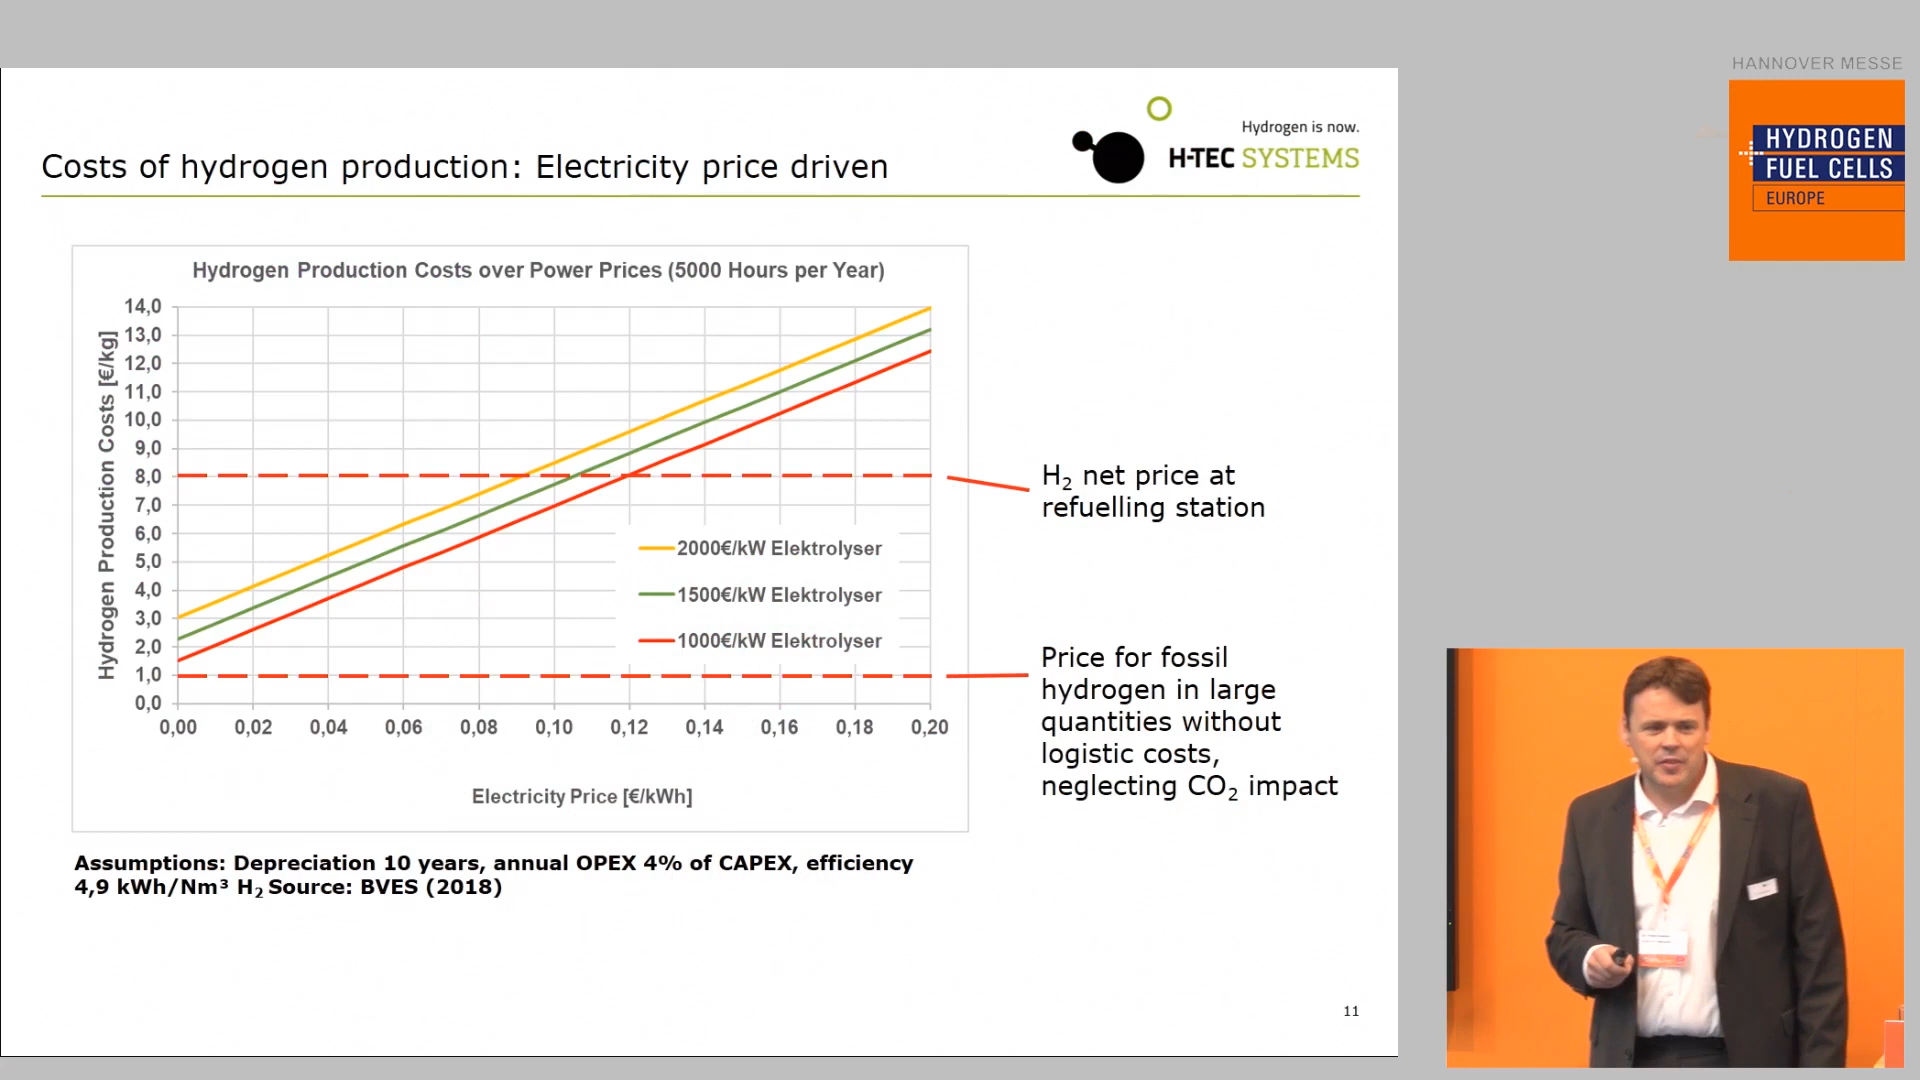 HANNOVER MESSE
HYDROGEN
FUEL CELLS
EUROPE
Hydrogen is now.
H-TEC SYSTEMS
Costs of hydrogen production: Electricity price driven
Hydrogen Production Costs over Power Prices (5000 Hours per Year)
Hydrogen Production Costs [€/kg]
14,0
13,0
12,0
11,0
10,0
9,0
8,0
7,0
6,0
5,0
4,0
3,0
2,0
1,0
0,0
0,00 0,02 0,04 0,06 0,08 0,10 0,12 0,14 0,16 0,18 0,20
Electricity Price [€/kWh]
2000€/kW Elektrolyser
1500€/kW Elektrolyser
1000€/kW Elektrolyser
H₂ net price at
refuelling station
Price for fossil
hydrogen in large
quantities without
logistic costs,
neglecting CO₂ impact
Assumptions: Depreciation 10 years, annual OPEX 4% of CAPEX, efficiency
4,9 kWh/Nm³ H₂ Source: BVES (2018)
11